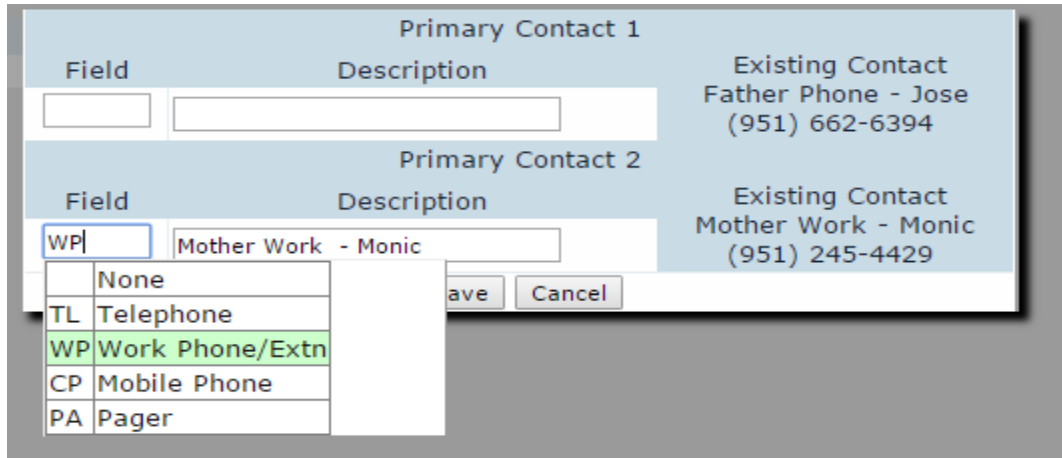 Primary Contact 1
Field Description Existing Contact
Father Phone - Jose
(951) 662-6394
Primary Contact 2
Field Description Existing Contact
Mother Work - Monic
(951) 245-4429
WP Mother Work - Monic
None
TL Telephone
WP Work Phone/Extn
CP Mobile Phone
PA Pager
ave Cancel